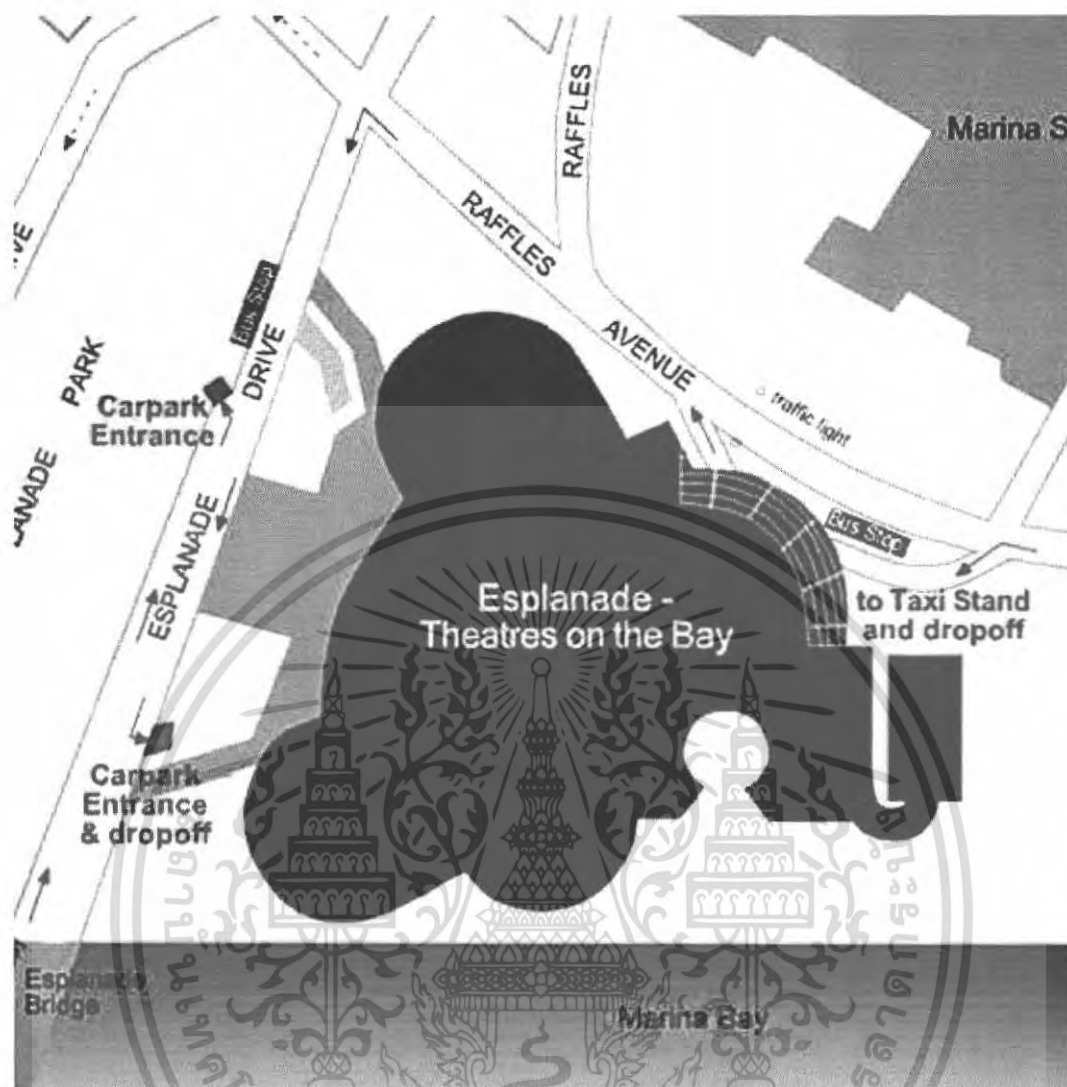 Marina S
RAFFLES
RAFFLES
AVENUE
traffic light
Bus Stop
DRIVE
PARK
Carpark
Entrance
ESPLANADE
Bus Stop
Esplanade -
Theatres on the Bay
to Taxi Stand
and dropoff
Carpark
Entrance
& dropoff
Esplanade
Bridge
Marina Bay